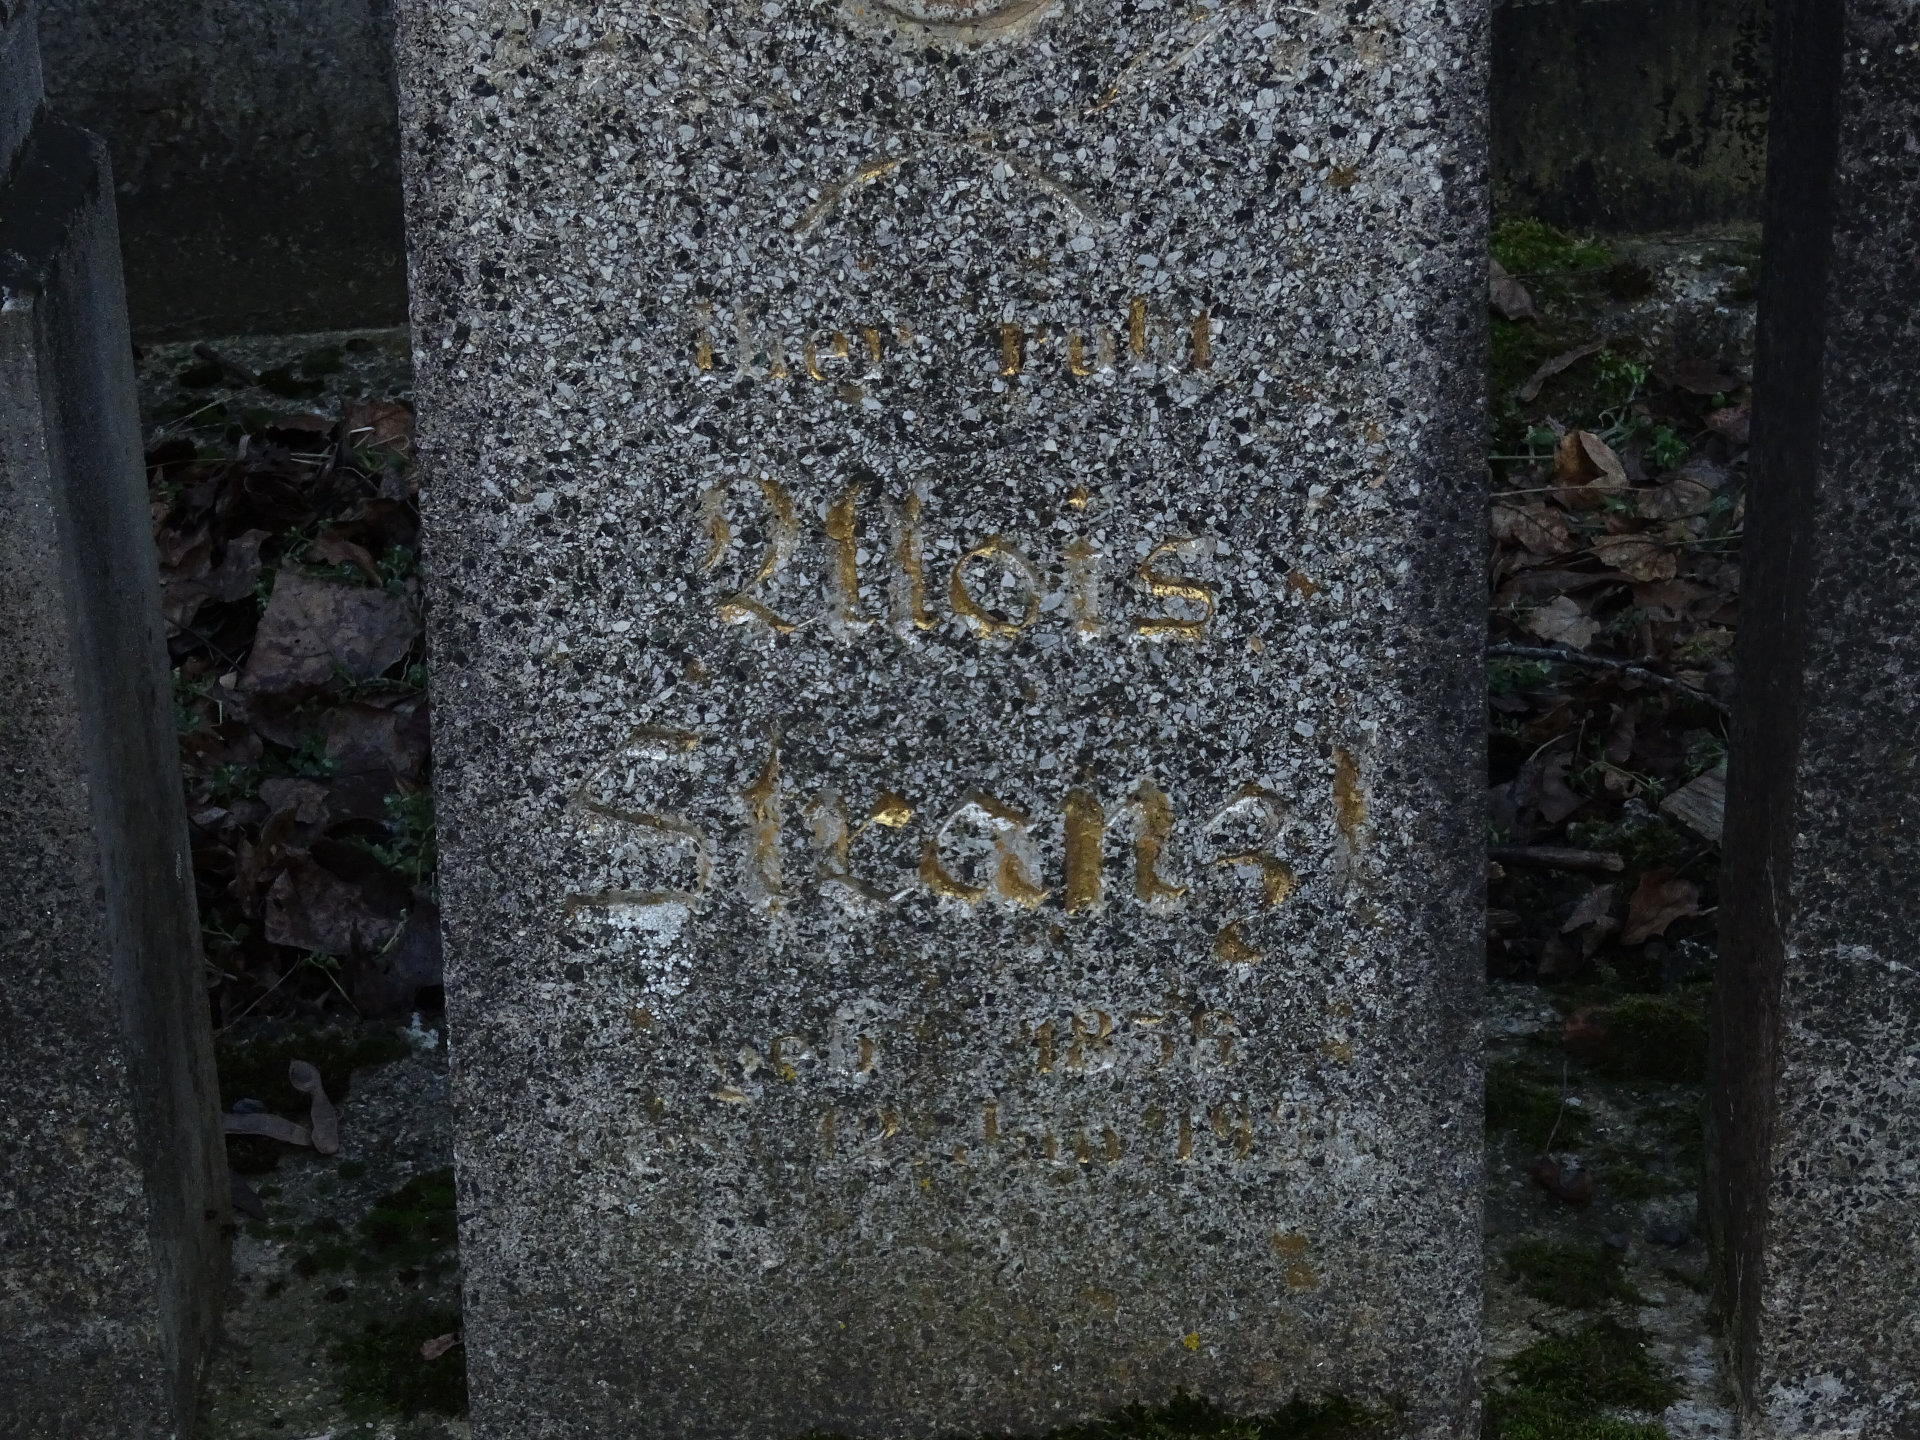 Hier ruht
Alois
Stranzl
geb. 1856